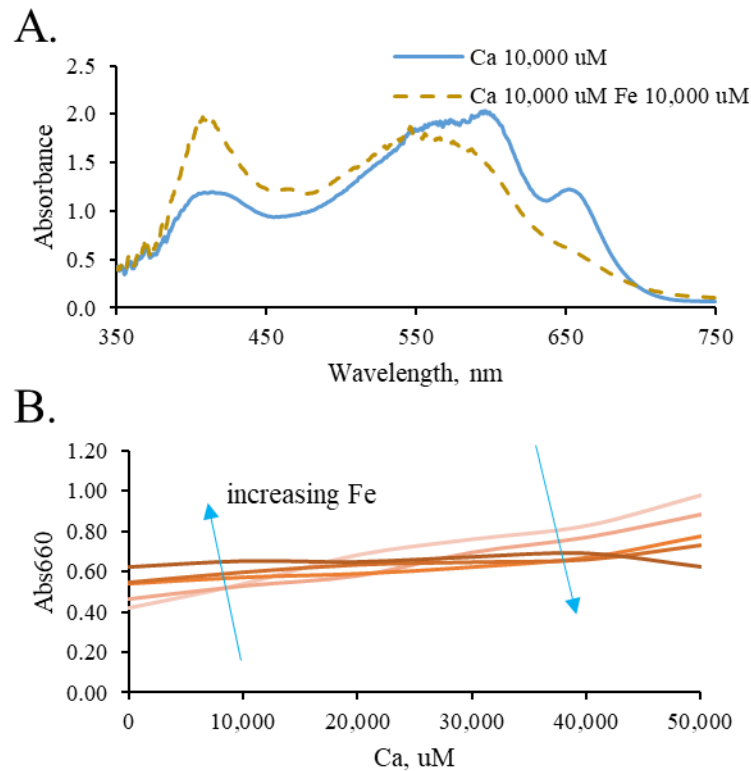 A.
Ca 10,000 uM
Ca 10,000 uM Fe 10,000 uM
2.5
2.0
1.5
1.0
0.5
0.0
Absorbance
350 450 550 650 750
Wavelength, nm
B.
1.20
1.00
0.80
0.60
0.40
0.20
0.00
Abs660
increasing Fe
0 10,000 20,000 30,000 40,000 50,000
Ca, uM